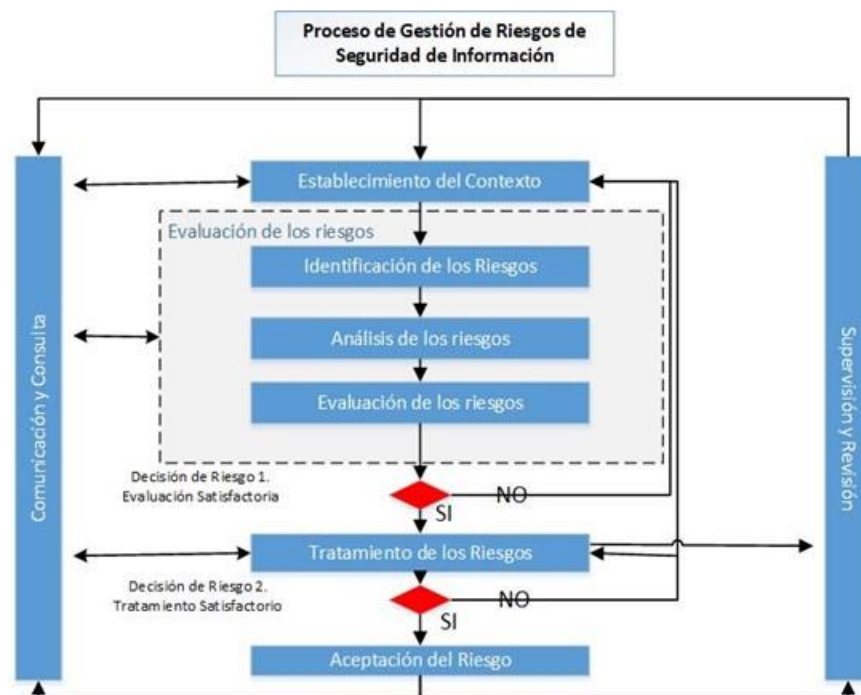 Proceso de Gestión de Riesgos de
Seguridad de Información
Establecimiento del Contexto
Evaluación de los riesgos
Identificación de los Riesgos
Análisis de los riesgos
Evaluación de los riesgos
Comunicación y Consulta
Supervisión y Revisión
Decisión de Riesgo 1.
Evaluación Satisfactoria
NO
SI
Tratamiento de los Riesgos
Decisión de Riesgo 2.
Tratamiento Satisfactorio
NO
SI
Aceptación del Riesgo